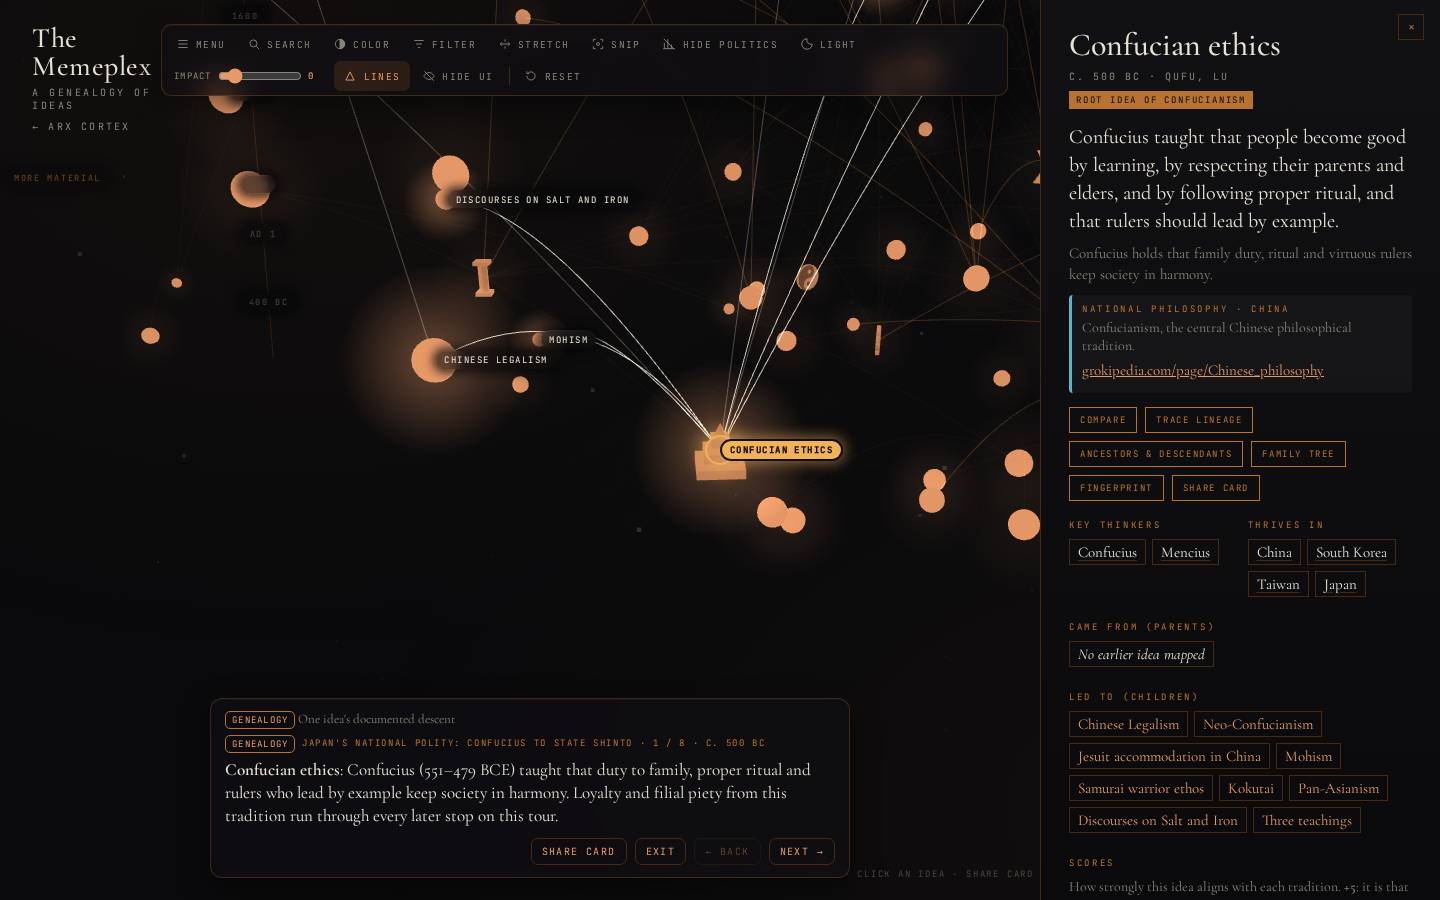 The
Memeplex
A GENEALOGY OF
IDEAS
← ARX CORTEX
MORE MATERIAL
1600
AD 1
400 BC
MENU
SEARCH
COLOR
FILTER
STRETCH
SNIP
HIDE POLITICS
LIGHT
IMPACT
0
LINES
HIDE UI
RESET
DISCOURSES ON SALT AND IRON
MOHISM
CHINESE LEGALISM
CONFUCIAN ETHICS
GENEALOGY One idea's documented descent
GENEALOGY JAPAN'S NATIONAL POLITY: CONFUCIUS TO STATE SHINTO · 1 / 8 · C. 500 BC
Confucian ethics: Confucius (551–479 BCE) taught that duty to family, proper ritual and
rulers who lead by example keep society in harmony. Loyalty and filial piety from this
tradition run through every later stop on this tour.
SHARE CARD
EXIT
← BACK
NEXT →
CLICK AN IDEA · SHARE CARD
×
Confucian ethics
C. 500 BC · QUFU, LU
ROOT IDEA OF CONFUCIANISM
Confucius taught that people become good
by learning, by respecting their parents and
elders, and by following proper ritual, and
that rulers should lead by example.
Confucius holds that family duty, ritual and virtuous rulers
keep society in harmony.
NATIONAL PHILOSOPHY · CHINA
Confucianism, the central Chinese philosophical
tradition.
grokipedia.com/page/Chinese_philosophy
COMPARE
TRACE LINEAGE
ANCESTORS & DESCENDANTS
FAMILY TREE
FINGERPRINT
SHARE CARD
KEY THINKERS
Confucius
Mencius
THRIVES IN
China
South Korea
Taiwan
Japan
CAME FROM (PARENTS)
No earlier idea mapped
LED TO (CHILDREN)
Chinese Legalism
Neo-Confucianism
Jesuit accommodation in China
Mohism
Samurai warrior ethos
Kokutai
Pan-Asianism
Discourses on Salt and Iron
Three teachings
SCORES
How strongly this idea aligns with each tradition. +5: it is that